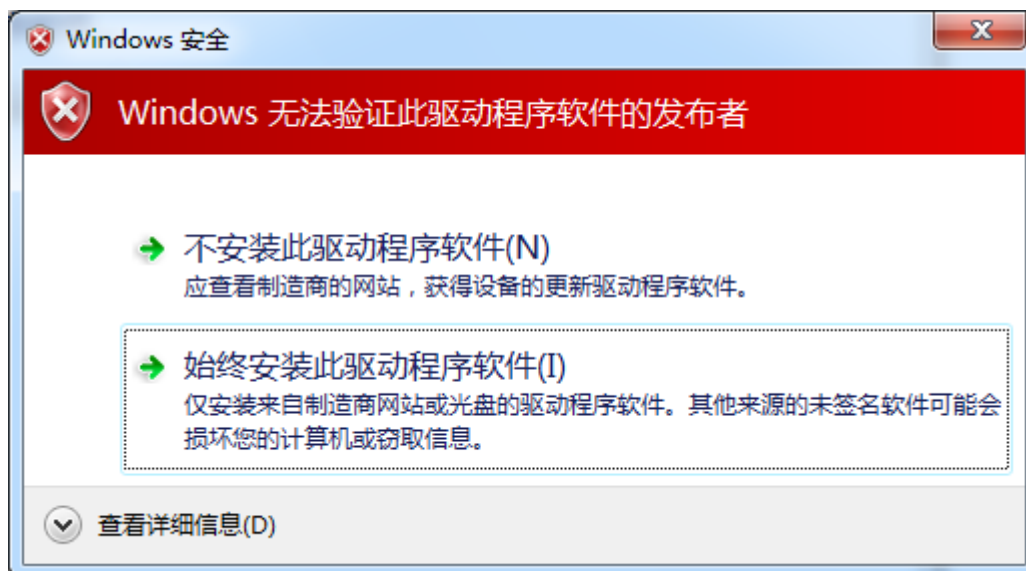 Windows 安全
Windows 无法验证此驱动程序软件的发布者
不安装此驱动程序软件(N)
应查看制造商的网站，获得设备的更新驱动程序软件。
始终安装此驱动程序软件(I)
仅安装来自制造商网站或光盘的驱动程序软件。其他来源的未签名软件可能会
损坏您的计算机或窃取信息。
查看详细信息(D)